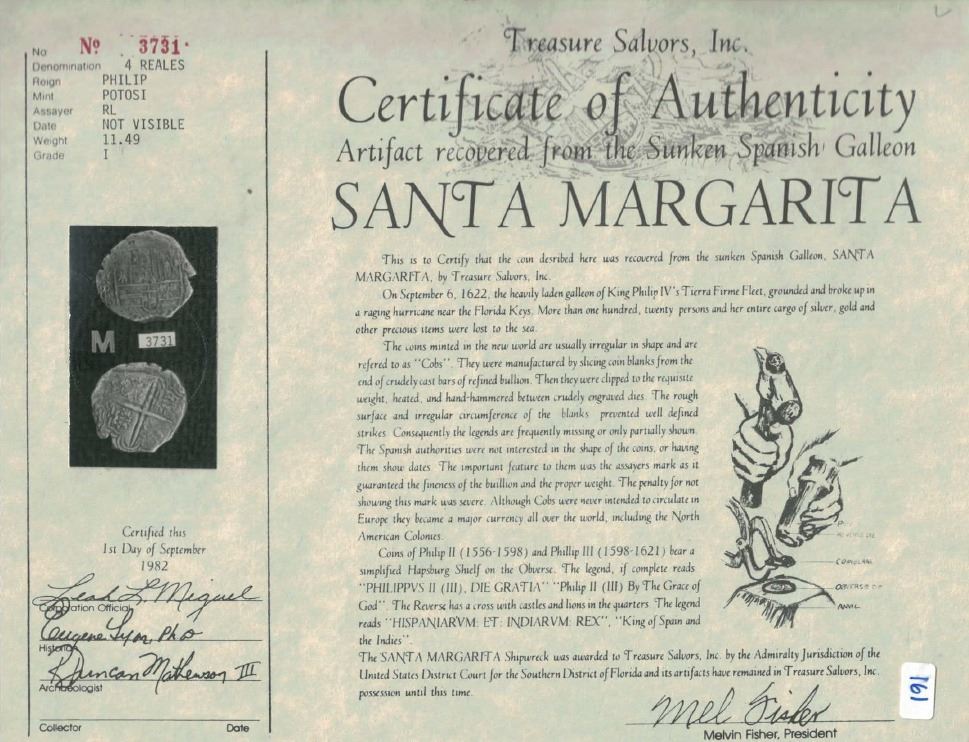 No Nº 3731
Denomination 4 REALES
Reign PHILIP
Mint POTOSI
Assayer RL
Date NOT VISIBLE
Weight 11.49
Grade I
M 3731
Certified this
1st Day of September
1982
Leah L. Miguel
Corporation Official
Eugene Lyon, PhD
Historian
R Duncan Mathewson III
Archaeologist
Collector Date
Treasure Salvors, Inc.
Certificate of Authenticity
Artifact recovered from the Sunken Spanish Galleon
SANTA MARGARITA
This is to Certify that the coin desribed here was recovered from the sunken Spanish Galleon, SANTA
MARGARITA, by Treasure Salvors, Inc.
On September 6, 1622, the heavily laden galleon of King Philip IV's Tierra Firme Fleet, grounded and broke up in
a raging hurricane near the Florida Keys. More than one hundred, twenty persons and her entire cargo of silver, gold and
other precious items were lost to the sea.
The coins minted in the new world are usually irregular in shape and are
refered to as "Cobs". They were manufactured by slicing coin blanks from the
end of crudely cast bars of refined bullion. Then they were clipped to the requisite
weight, heated, and hand-hammered between crudely engraved dies. The rough
surface and irregular circumference of the blanks prevented well defined
strikes. Consequently the legends are frequently missing or only partially shown.
The Spanish authorities were not interested in the shape of the coins, or having
them show dates. The important feature to them was the assayers mark as it
guaranteed the fineness of the buillion and the proper weight. The penalty for not
showing this mark was severe. Although Cobs were never intended to circulate in
Europe they became a major currency all over the world, including the North
American Colonies.
Coins of Philip II (1556-1598) and Phillip III (1598-1621) bear a
simplified Hapsburg Shielf on the Obverse. The legend, if complete reads
"PHILIPPVS II (III), DIE GRATIA" "Philip II (III) By The Grace of
God". The Reverse has a cross with castles and lions in the quarters. The legend
reads "HISPANIARVM: ET: INDIARVM: REX", "King of Spain and
the Indies".
The SANTA MARGARITA Shipwreck was awarded to Treasure Salvors, Inc. by the Admiralty Jurisdiction of the
United States District Court for the Southern District of Florida and its artifacts have remained in Treasure Salvors, Inc.
possession until this time.
COIN BLANK
ANVIL
Mel Fisher
Melvin Fisher, President
161